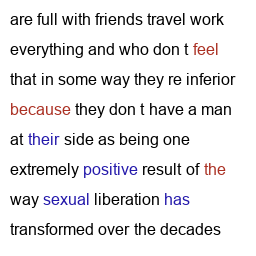 are full with friends travel work
everything and who don t feel
that in some way they re inferior
because they don t have a man
at their side as being one
extremely positive result of the
way sexual liberation has
transformed over the decades